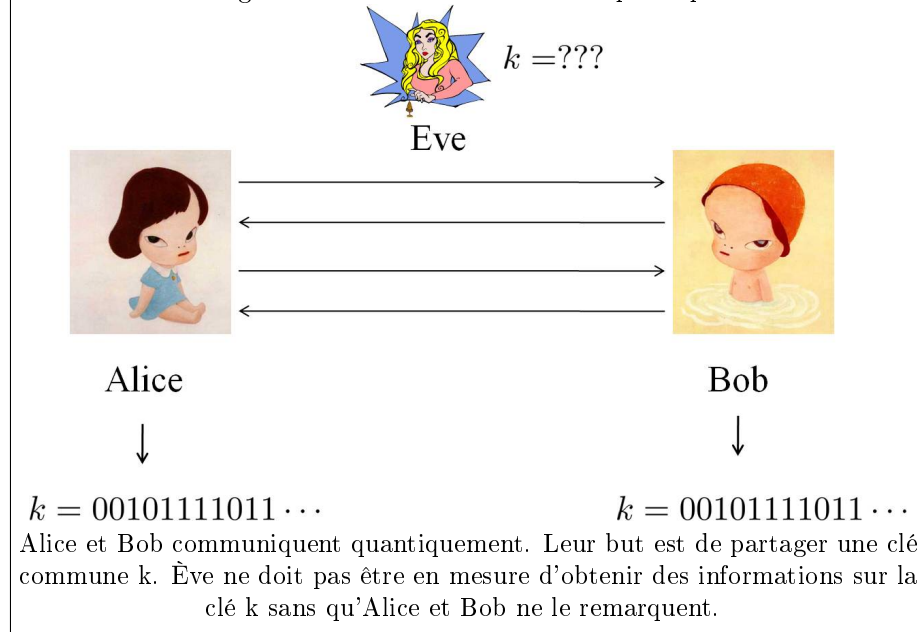 k =???
Eve
Alice Bob
k = 00101111011 ··· k = 00101111011 ···
Alice et Bob communiquent quantiquement. Leur but est de partager une clé
commune k. Ève ne doit pas être en mesure d'obtenir des informations sur la
clé k sans qu'Alice et Bob ne le remarquent.